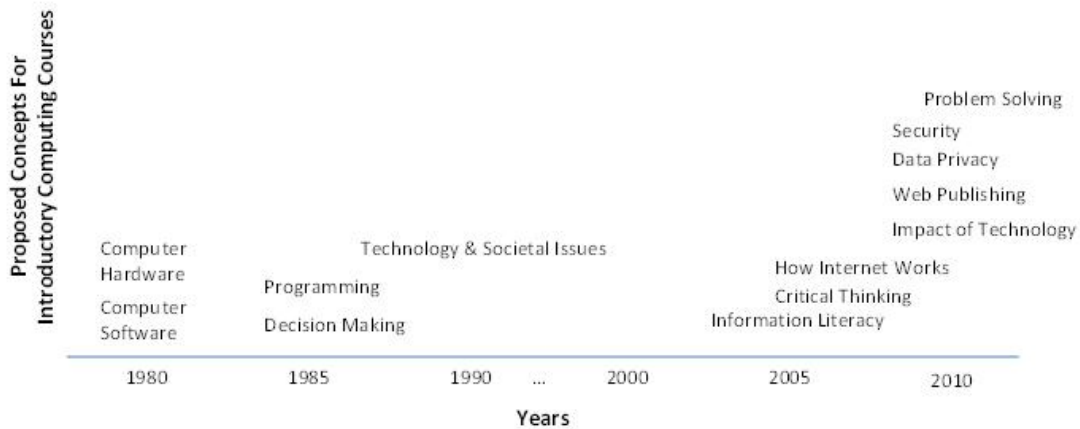 Proposed Concepts For
Introductory Computing Courses
Problem Solving
Security
Data Privacy
Web Publishing
Impact of Technology
Computer
Hardware
Technology & Societal Issues
How Internet Works
Programming
Critical Thinking
Computer
Software
Decision Making
Information Literacy
1980 1985 1990 ... 2000 2005 2010
Years